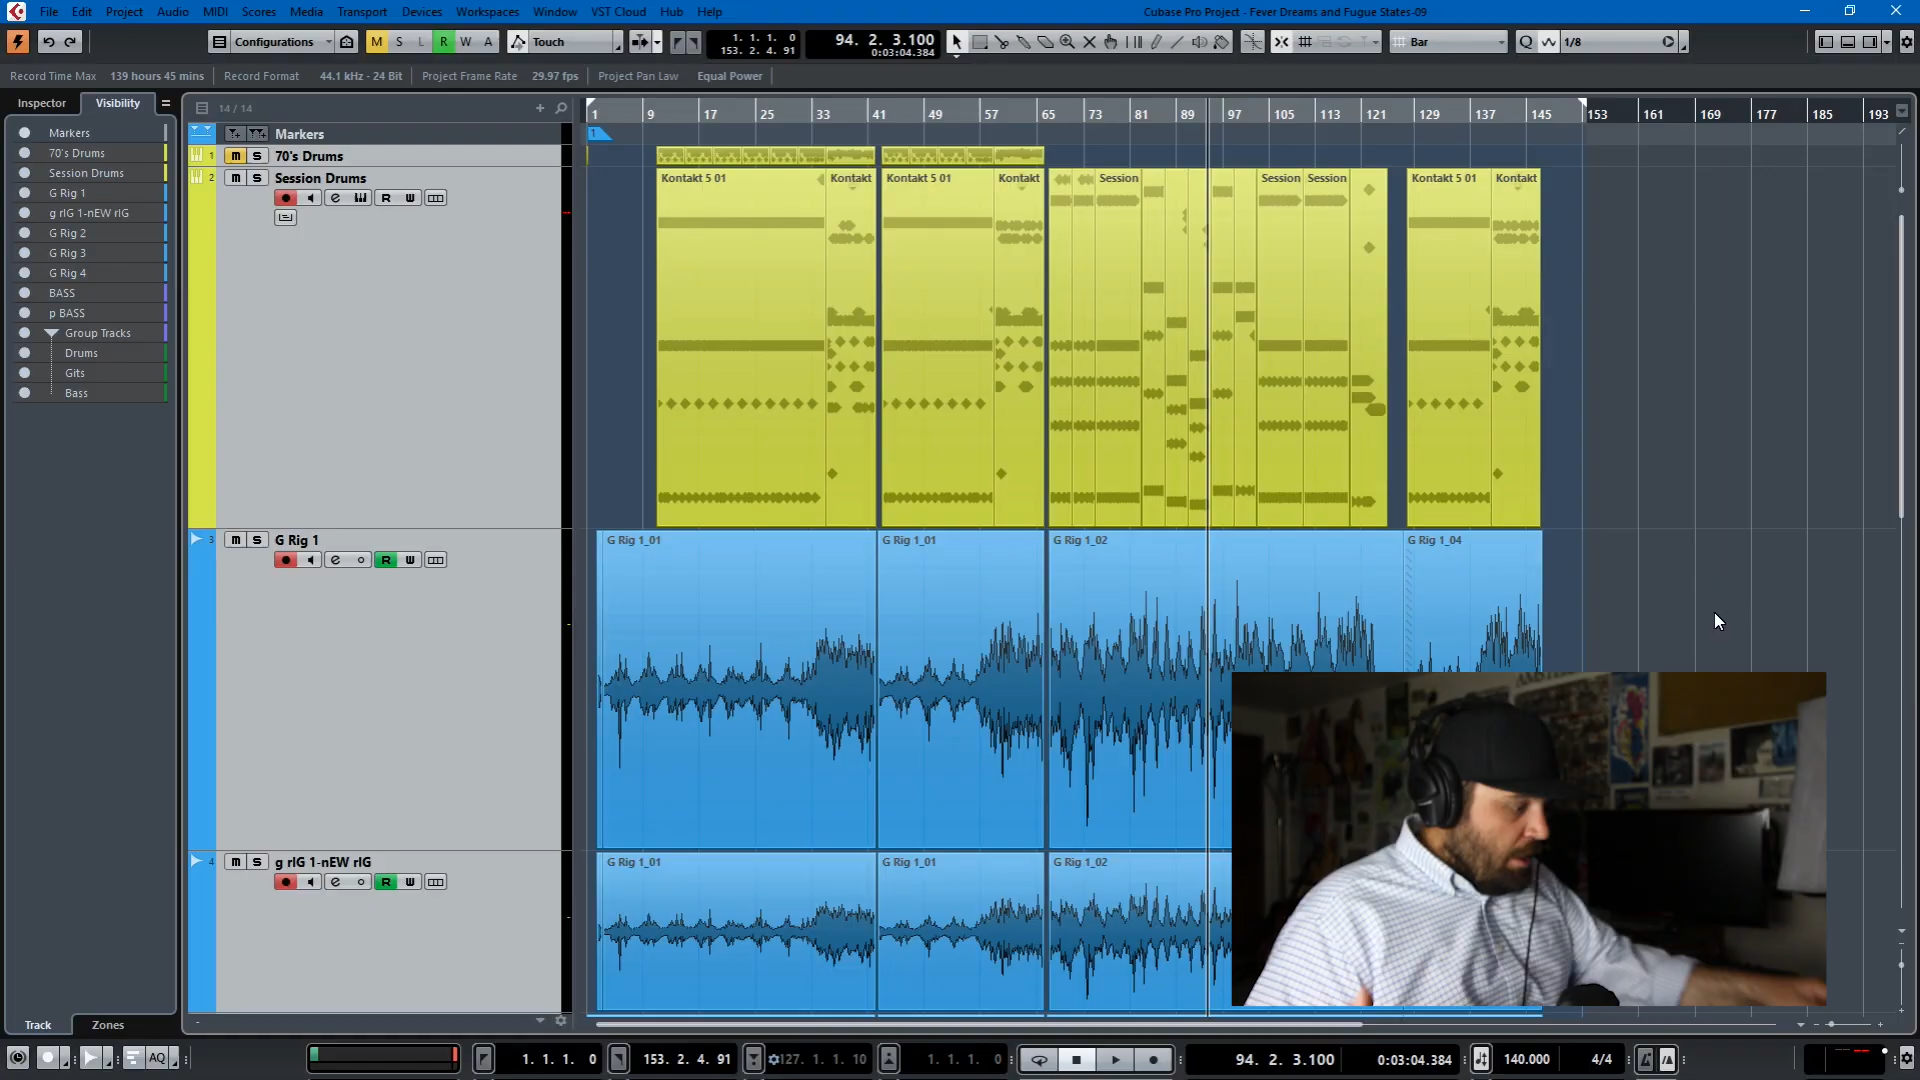 File Edit Project Audio MIDI Scores Media Transport Devices Workspaces Window VST Cloud Hub Help
Cubase Pro Project - Fever Dreams and Fugue States-09
Configurations M S L R W A Touch
1. 1. 1. 0
153. 2. 4. 91
94. 2. 3.100
0:03:04.384
Bar Q 1/8
Record Time Max 139 hours 45 mins Record Format 44.1 kHz - 24 Bit Project Frame Rate 29.97 fps Project Pan Law Equal Power
Inspector Visibility
14 / 14
1 9 17 25 33 41 49 57 65 73 81 89 97 105 113 121 129 137 145 153 161 169 177 185 193
Markers
70's Drums
Session Drums
G Rig 1
g rIG 1-nEW rIG
G Rig 2
G Rig 3
G Rig 4
BASS
p BASS
Group Tracks
Drums
Gits
Bass
Markers
1
1 m S 70's Drums
2 m S Session Drums
R W
Kontakt 5 01 Kontakt Kontakt 5 01 Kontakt Session Session Session Kontakt 5 01 Kontakt
3 m S G Rig 1
e R W
G Rig 1_01 G Rig 1_01 G Rig 1_02 G Rig 1_04
4 m S g rIG 1-nEW rIG
e R W
G Rig 1_01 G Rig 1_01 G Rig 1_02
Track Zones
AQ 1. 1. 1. 0 153. 2. 4. 91 127. 1. 1. 10 1. 1. 1. 0 94. 2. 3.100 0:03:04.384 140.000 4/4